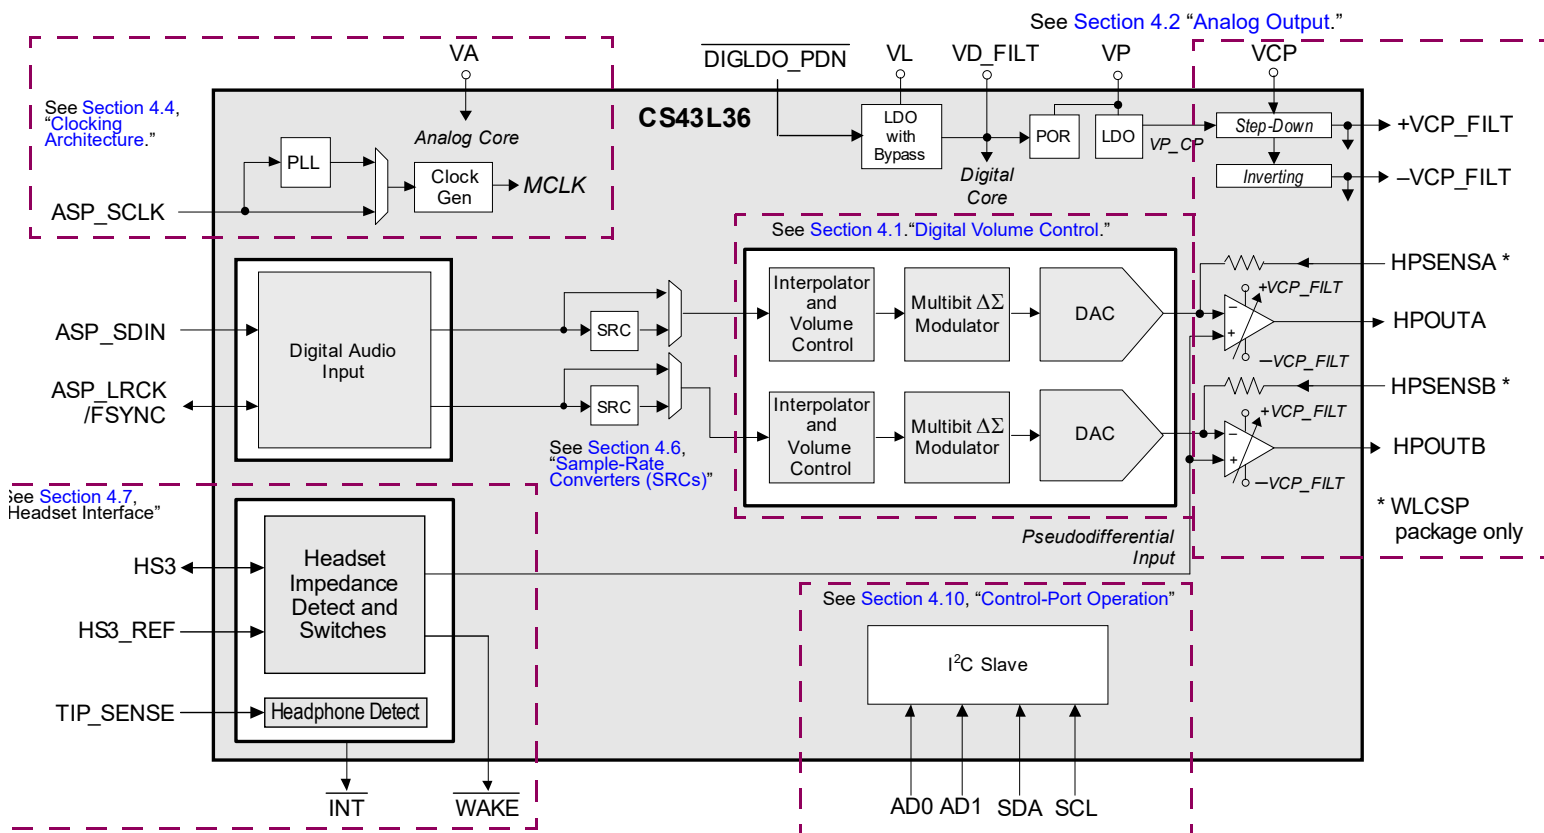 See Section 4.2 “Analog Output.”
VA
DIGLDO_PDN
VL
VD_FILT
VP
VCP
See Section 4.4,
“Clocking
Architecture.”
Analog Core
CS43L36
LDO
with
Bypass
POR
LDO
VP_CP
Step-Down
+VCP_FILT
Inverting
–VCP_FILT
Digital
Core
PLL
Clock
Gen
MCLK
ASP_SCLK
See Section 4.1.“Digital Volume Control.”
ASP_SDIN
ASP_LRCK
/FSYNC
Digital Audio
Input
SRC
SRC
See Section 4.6,
“Sample-Rate
Converters (SRCs)”
Interpolator
and
Volume
Control
Multibit ΔΣ
Modulator
DAC
Interpolator
and
Volume
Control
Multibit ΔΣ
Modulator
DAC
HPSENSA *
+VCP_FILT
–
+
HPOUTA
–VCP_FILT
HPSENSB *
+VCP_FILT
–
+
HPOUTB
–VCP_FILT
* WLCSP
package only
Pseudodifferential
Input
See Section 4.7,
Headset Interface”
HS3
HS3_REF
TIP_SENSE
Headset
Impedance
Detect and
Switches
Headphone Detect
INT
WAKE
See Section 4.10, “Control-Port Operation”
I²C Slave
AD0
AD1
SDA
SCL